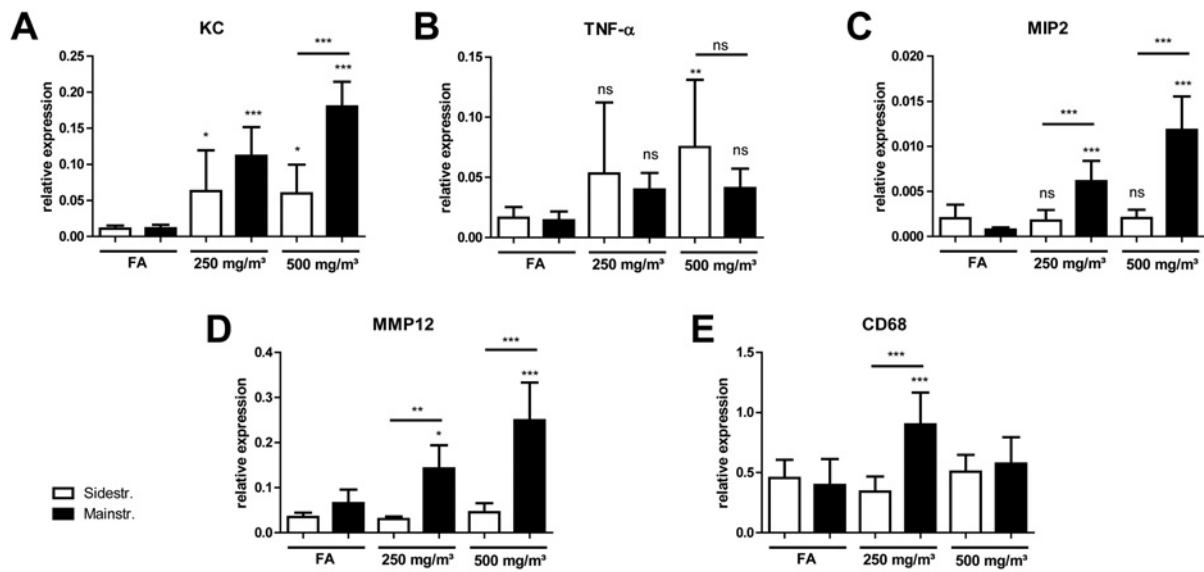 A
KC
relative expression
0.25
0.20
0.15
0.10
0.05
0.00
*
***
*
***
***
FA
250 mg/m³
500 mg/m³
B
TNF-α
relative expression
0.15
0.10
0.05
0.00
ns
ns
**
ns
ns
FA
250 mg/m³
500 mg/m³
C
MIP2
relative expression
0.020
0.015
0.010
0.005
0.000
ns
***
***
ns
***
***
FA
250 mg/m³
500 mg/m³
Sidestr.
Mainstr.
D
MMP12
relative expression
0.4
0.3
0.2
0.1
0.0
**
*
***
***
FA
250 mg/m³
500 mg/m³
E
CD68
relative expression
1.5
1.0
0.5
0.0
***
***
FA
250 mg/m³
500 mg/m³